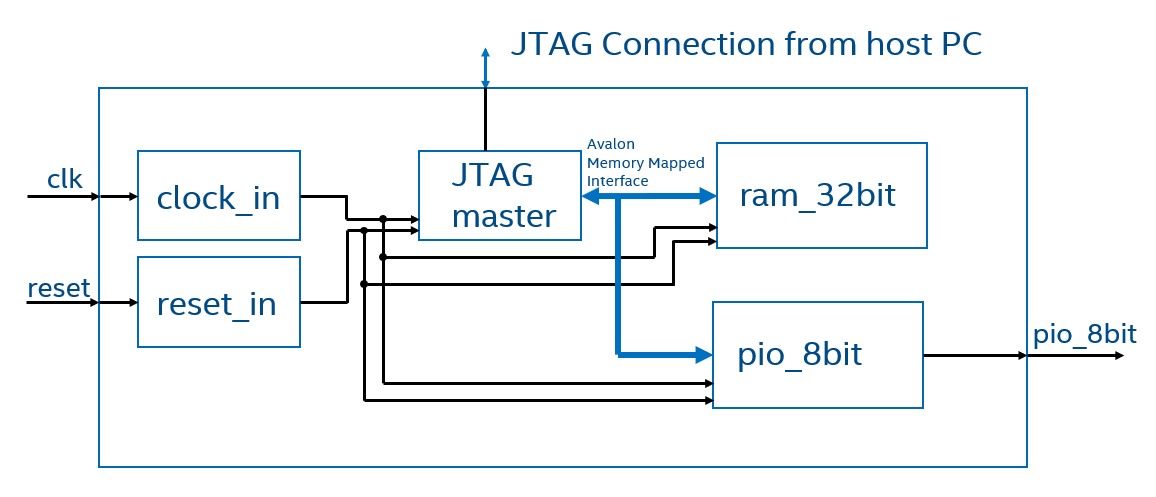 JTAG Connection from host PC
clk
clock_in
JTAG
master
Avalon
Memory Mapped
Interface
ram_32bit
reset
reset_in
pio_8bit
pio_8bit